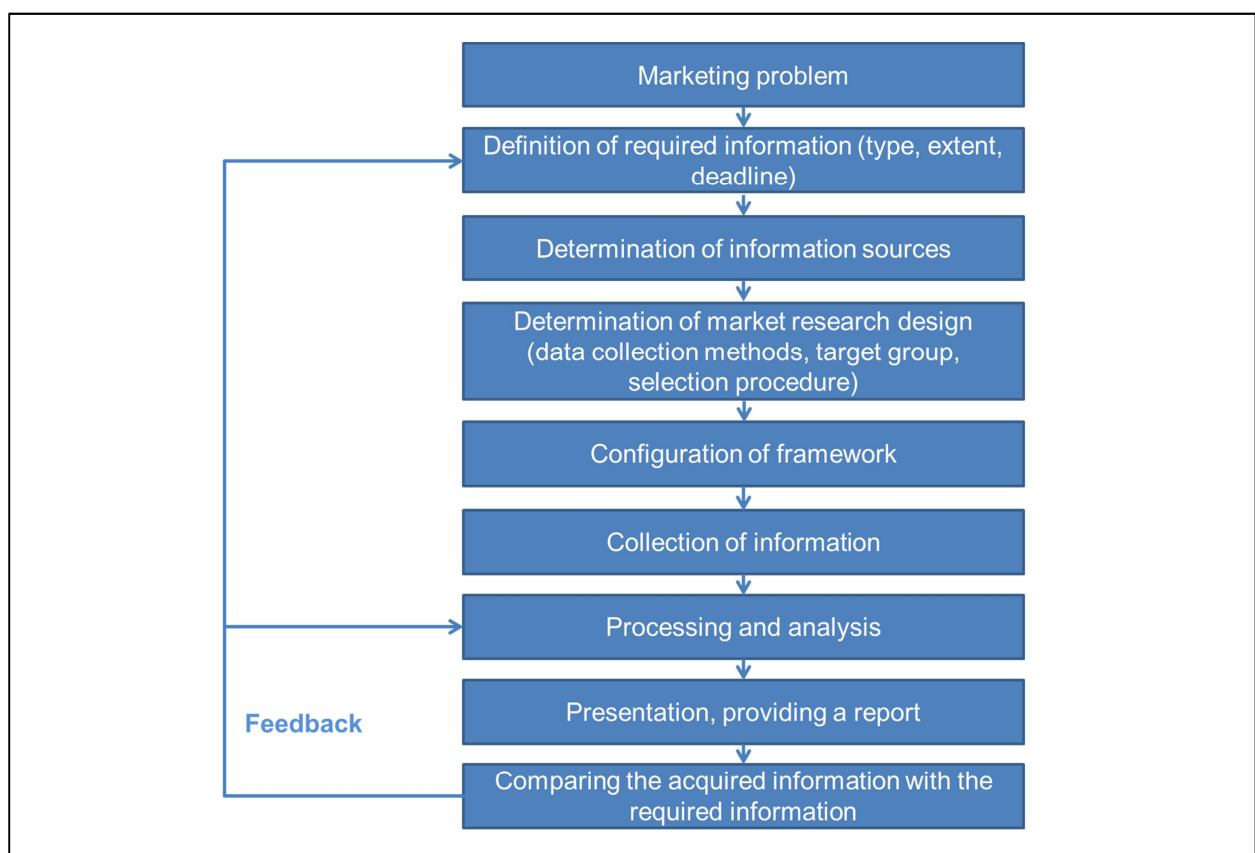 Marketing problem
Definition of required information (type, extent,
deadline)
Determination of information sources
Determination of market research design
(data collection methods, target group,
selection procedure)
Configuration of framework
Collection of information
Processing and analysis
Presentation, providing a report
Feedback
Comparing the acquired information with the
required information